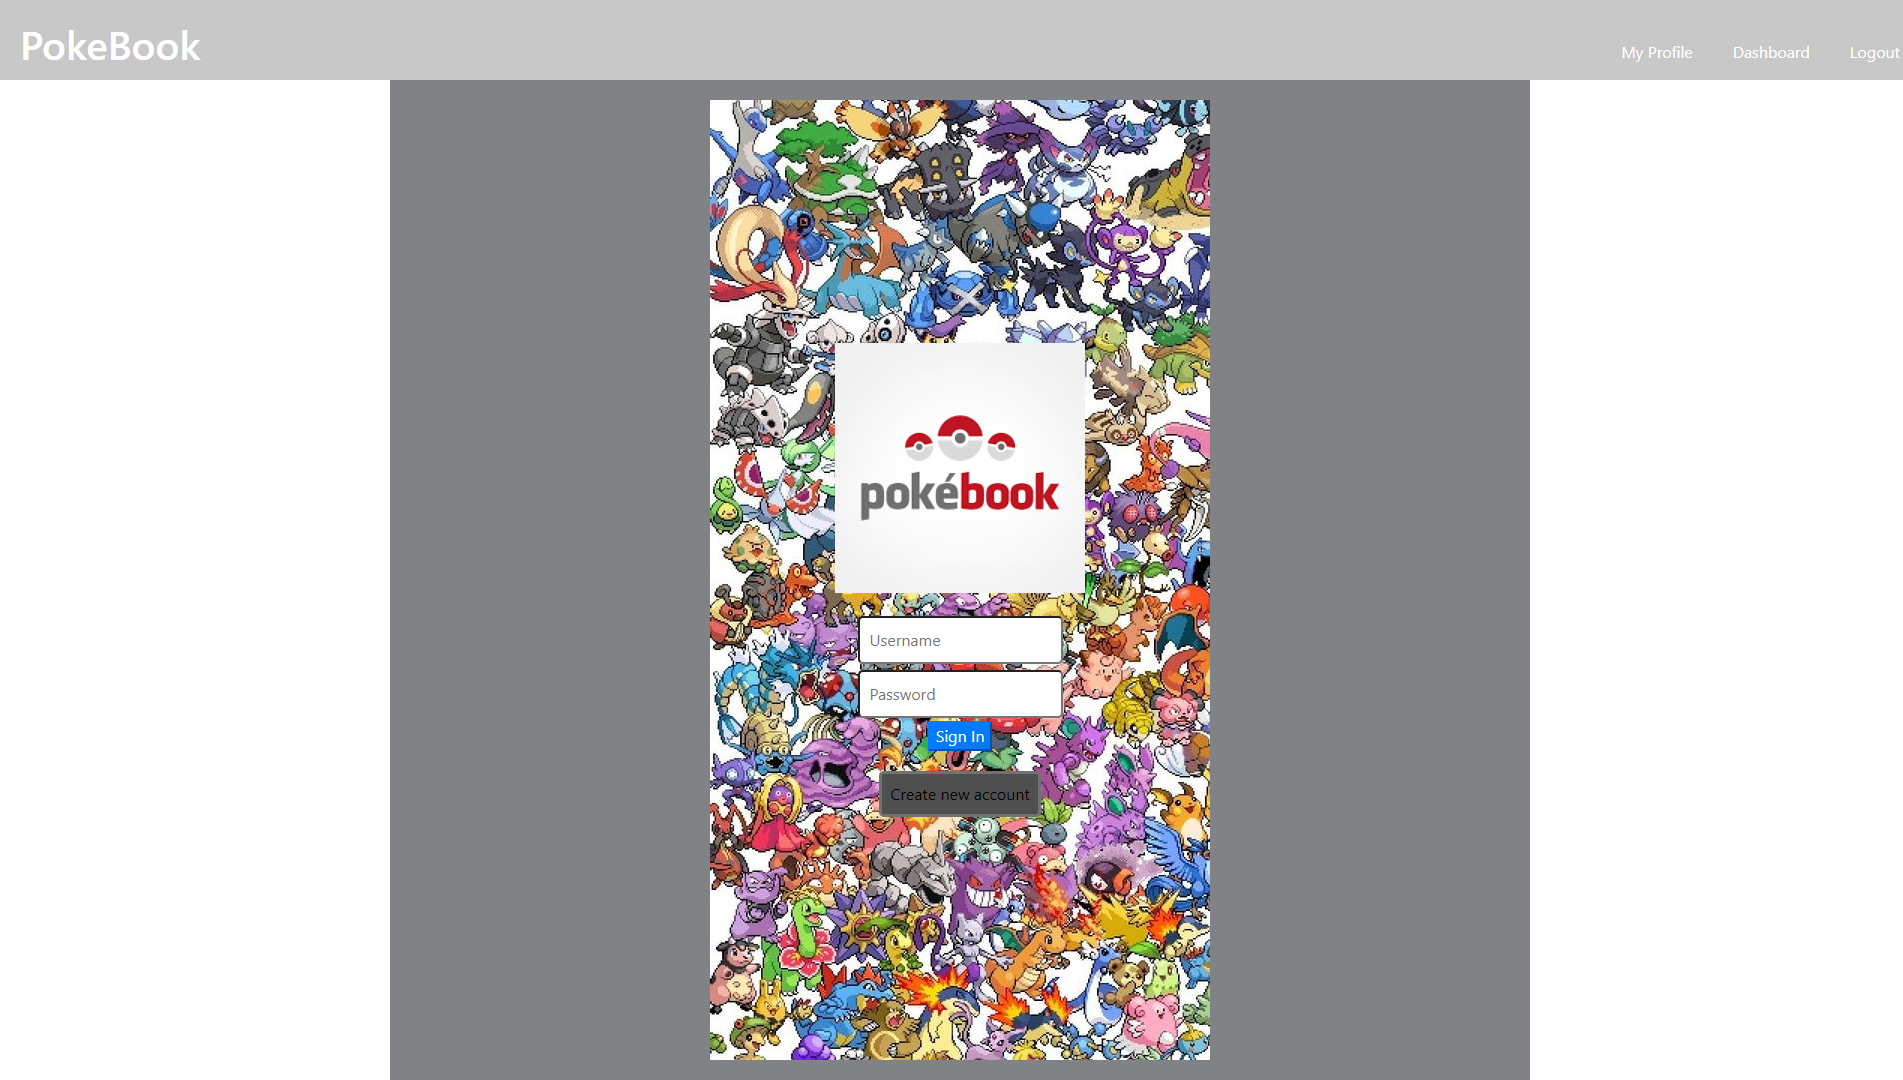 PokeBook
My Profile
Dashboard
Logout
pokébook
Username
Password
Sign In
Create new account